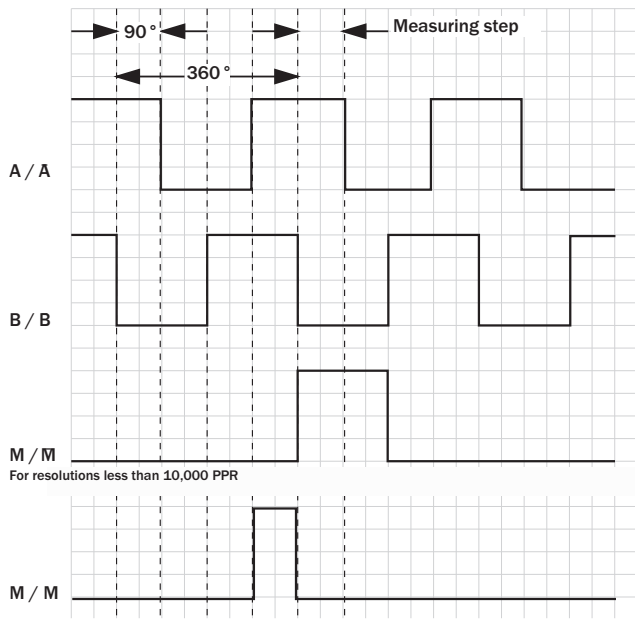 90°
Measuring step
360°
A / A̅
B / B
M / M̅
For resolutions less than 10,000 PPR
M / M